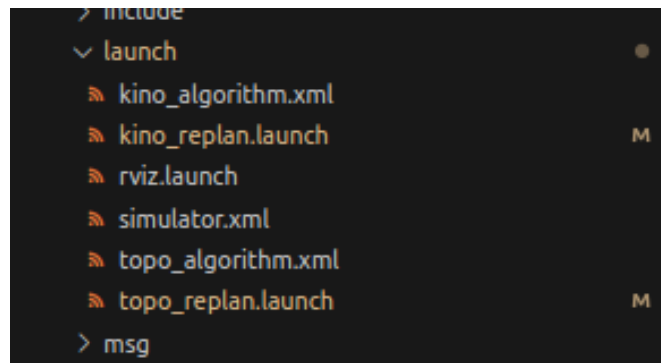 include
launch
kino_algorithm.xml
kino_replan.launch M
rviz.launch
simulator.xml
topo_algorithm.xml
topo_replan.launch M
msg